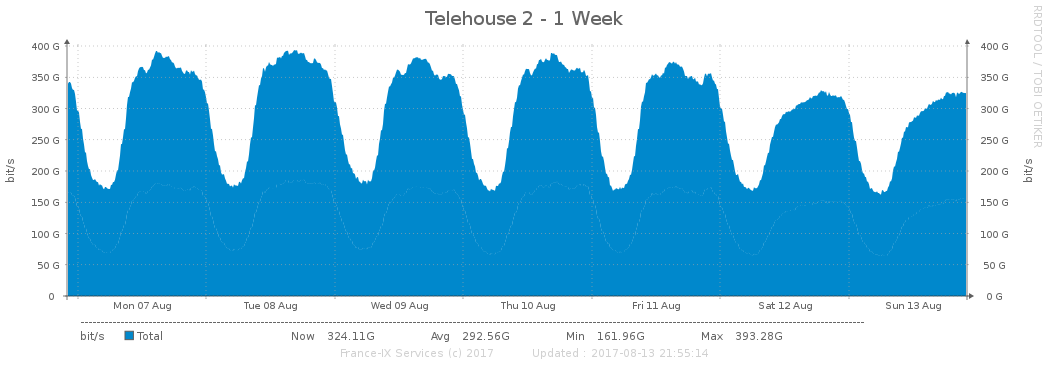 Telehouse 2 - 1 Week
RRDTOOL / TOBI OETIKER
400 G 400 G
350 G 350 G
300 G 300 G
250 G 250 G
200 G 200 G
150 G 150 G
100 G 100 G
50 G 50 G
0 0 G
bit/s bit/s
Mon 07 Aug Tue 08 Aug Wed 09 Aug Thu 10 Aug Fri 11 Aug Sat 12 Aug Sun 13 Aug
bit/s Total Now 324.11G Avg 292.56G Min 161.96G Max 393.28G
France-IX Services (c) 2017 Updated : 2017-08-13 21:55:14